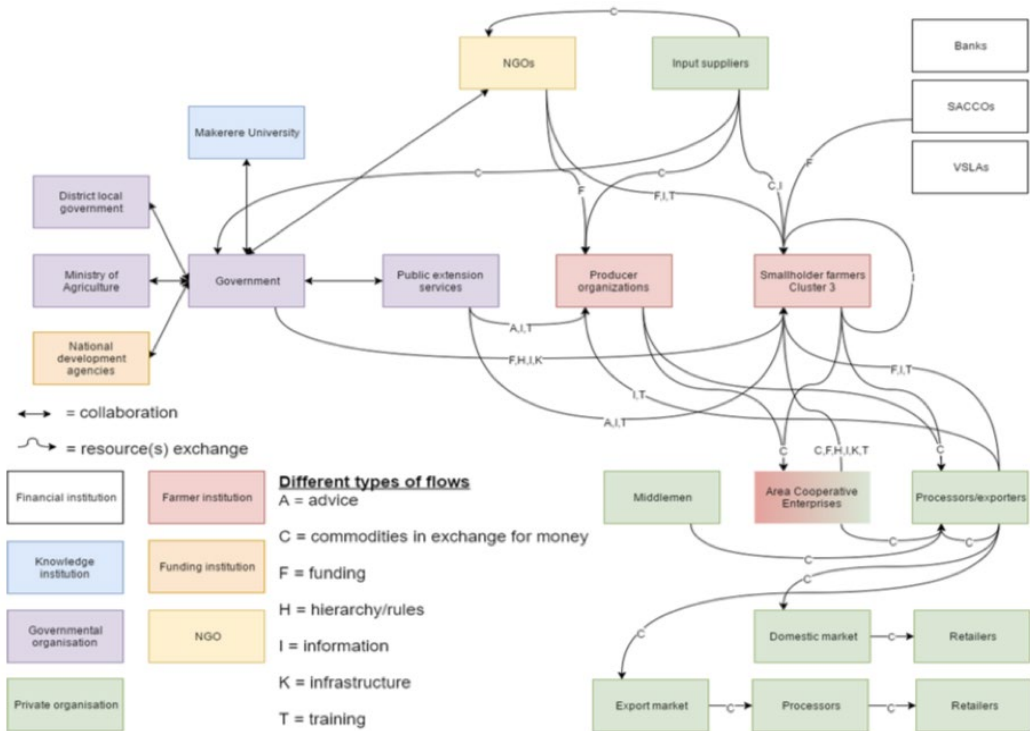 C
NGOs
Input suppliers
Banks
SACCOs
VSLAs
Makerere University
District local
government
Ministry of
Agriculture
National
development
agencies
Government
Public extension
services
Producer
organizations
Smallholder farmers
Cluster 3
C
F
C
F,I,T
C,I
F
I
A,I,T
F,H,I,K
A,I,T
I,T
F,I,T
C
C,F,H,I,K,T
C
= collaboration
= resource(s) exchange
Financial institution
Farmer institution
Knowledge
institution
Funding institution
Governmental
organisation
NGO
Private organisation
Different types of flows
A = advice
C = commodities in exchange for money
F = funding
H = hierarchy/rules
I = information
K = infrastructure
T = training
Middlemen
Area Cooperative
Enterprises
Processors/exporters
C
C
C
C
C
Domestic market
C
Retailers
Export market
C
Processors
C
Retailers